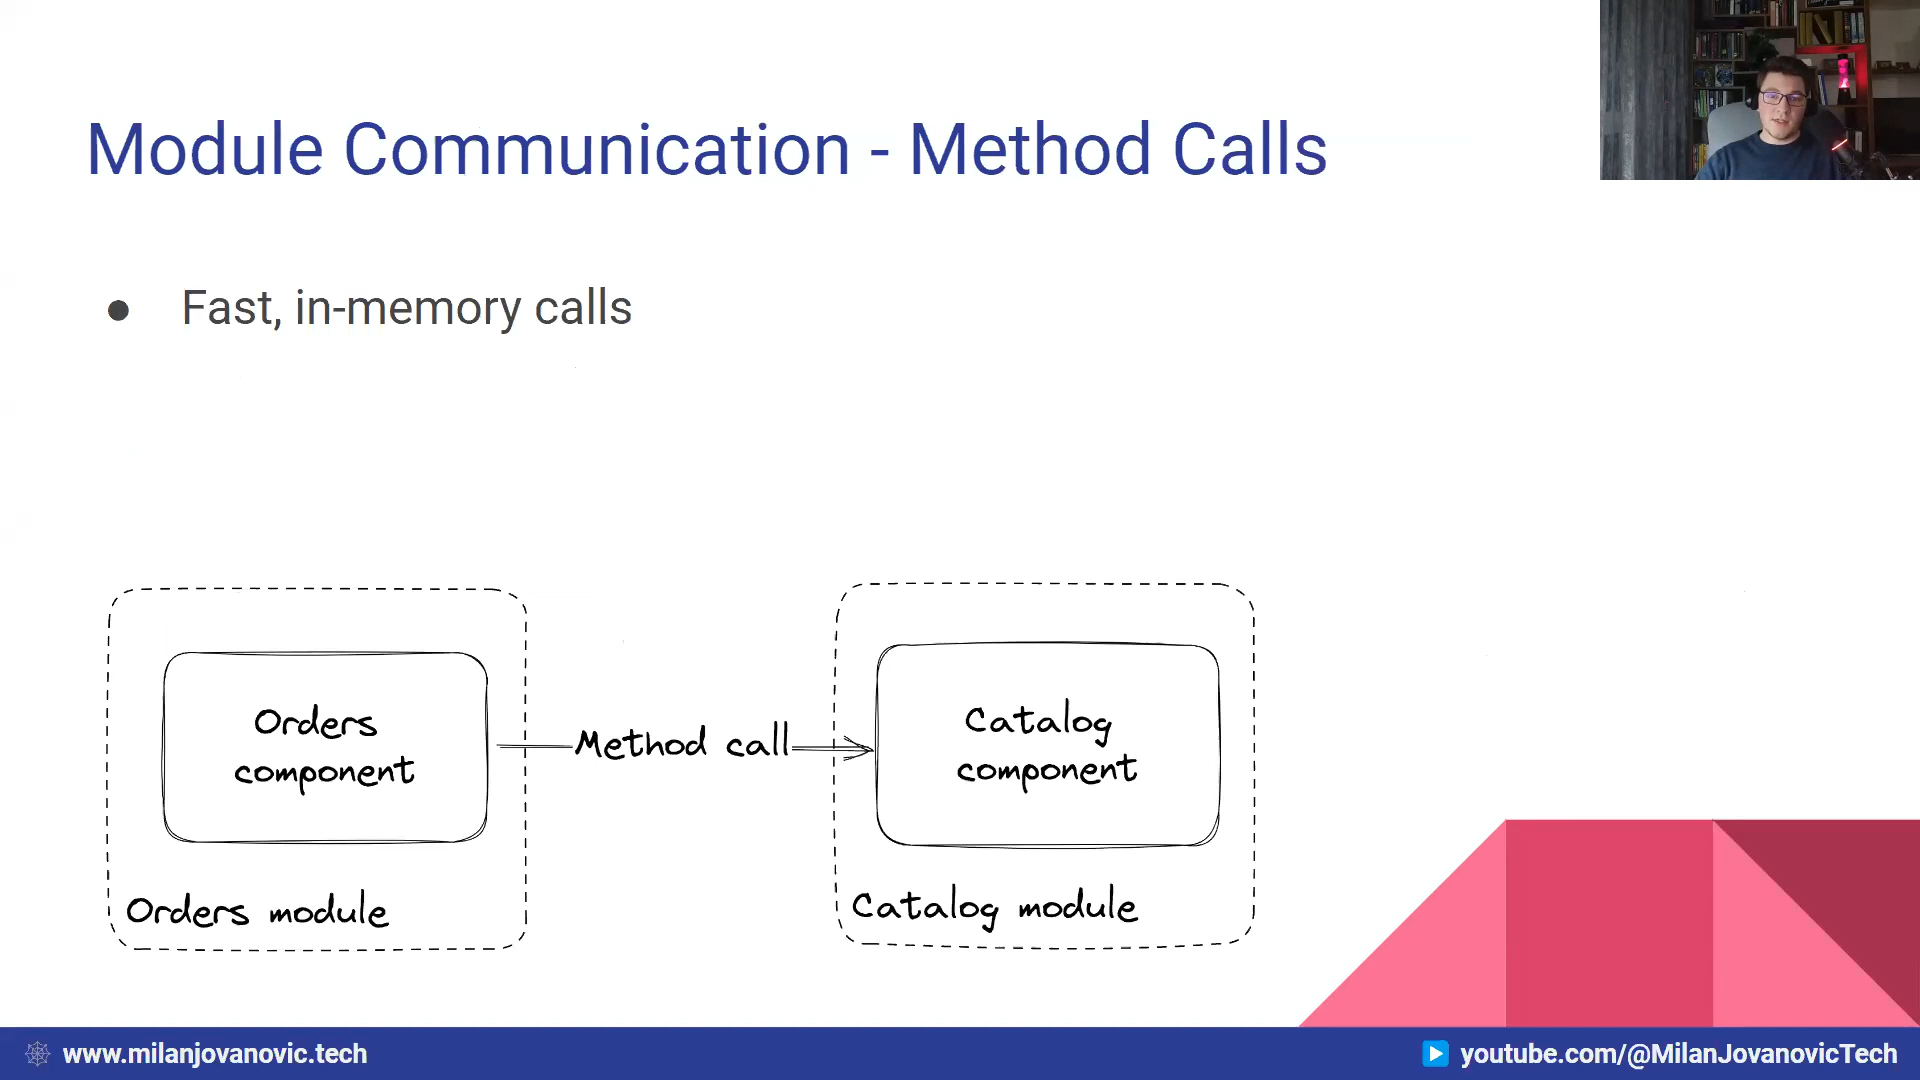 Module Communication - Method Calls
● Fast, in-memory calls
Orders
component
Orders module
Method call
Catalog
component
Catalog module
www.milanjovanovic.tech
youtube.com/@MilanJovanovicTech